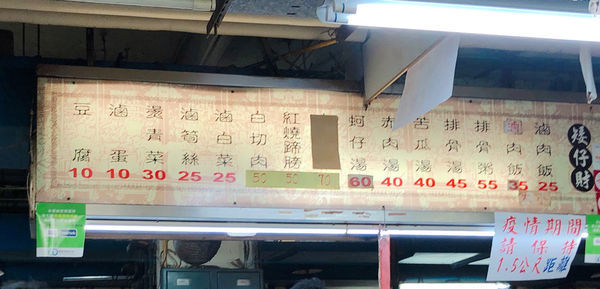 矮仔財
滷肉飯 25
肉飯 35
排骨粥 55
排骨湯 45
苦瓜湯 40
赤肉湯 40
蚵仔湯 60
70
紅燒蹄膀 50
白切肉 50
滷白菜 25
滷筍絲 25
燙青菜 30
滷蛋 10
豆腐 10
疫情期間
請保持
1.5公尺距離